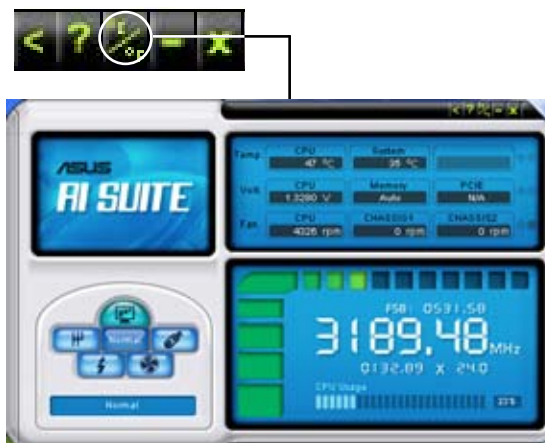 < ? °C/°F - x
< ? °C/°F - x
ASUS
AI SUITE
Temp. CPU System
47 °C 35 °C
Volt. CPU Memory PCIE
1.3280 V Auto N/A
Fan CPU CHASSIS1 CHASSIS2
4026 rpm 0 rpm 0 rpm
Normal
Normal
FSB: 0531.58
3189.48 MHz
0132.89 x 24.0
CPU Usage